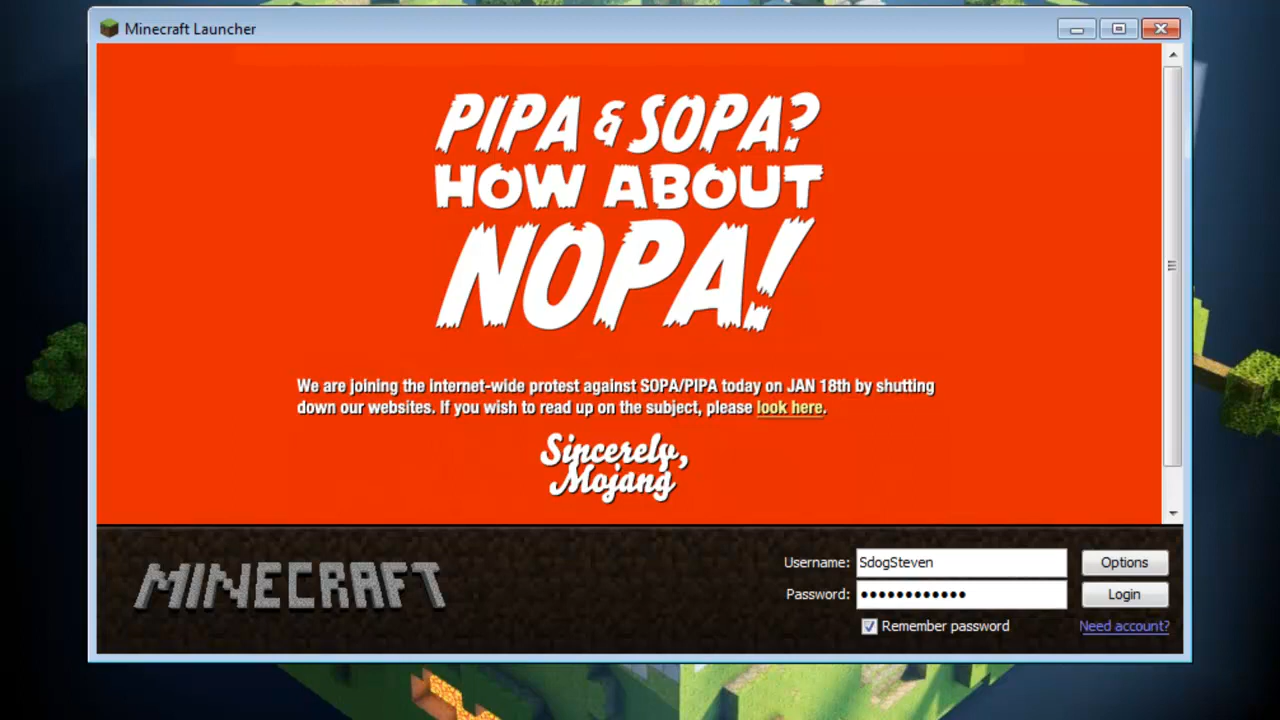 Minecraft Launcher
PIPA & SOPA?
HOW ABOUT
NOPA!
We are joining the internet-wide protest against SOPA/PIPA today on JAN 18th by shutting
down our websites. If you wish to read up on the subject, please look here.
Sincerely,
Mojang
MINECRAFT
Username: SdogSteven Options
Password: •••••••••••• Login
Remember password Need account?